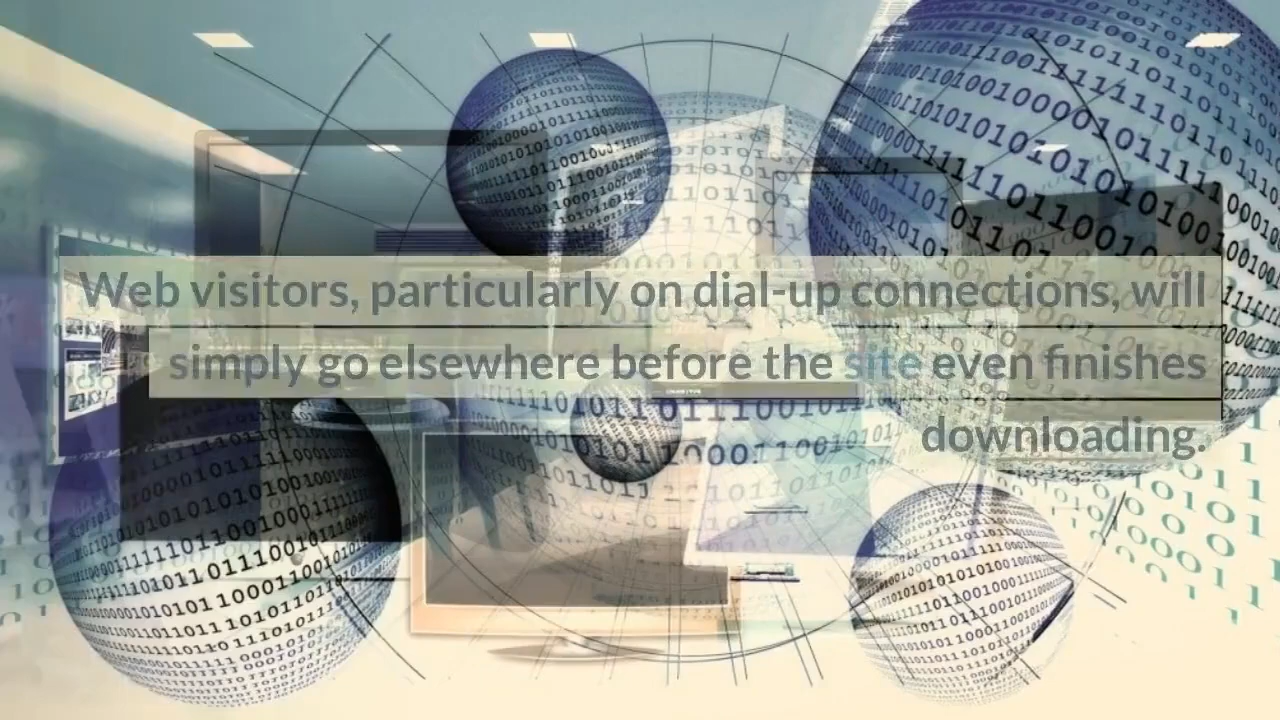 Web visitors, particularly on dial-up connections, will
simply go elsewhere before the site even finishes
downloading.